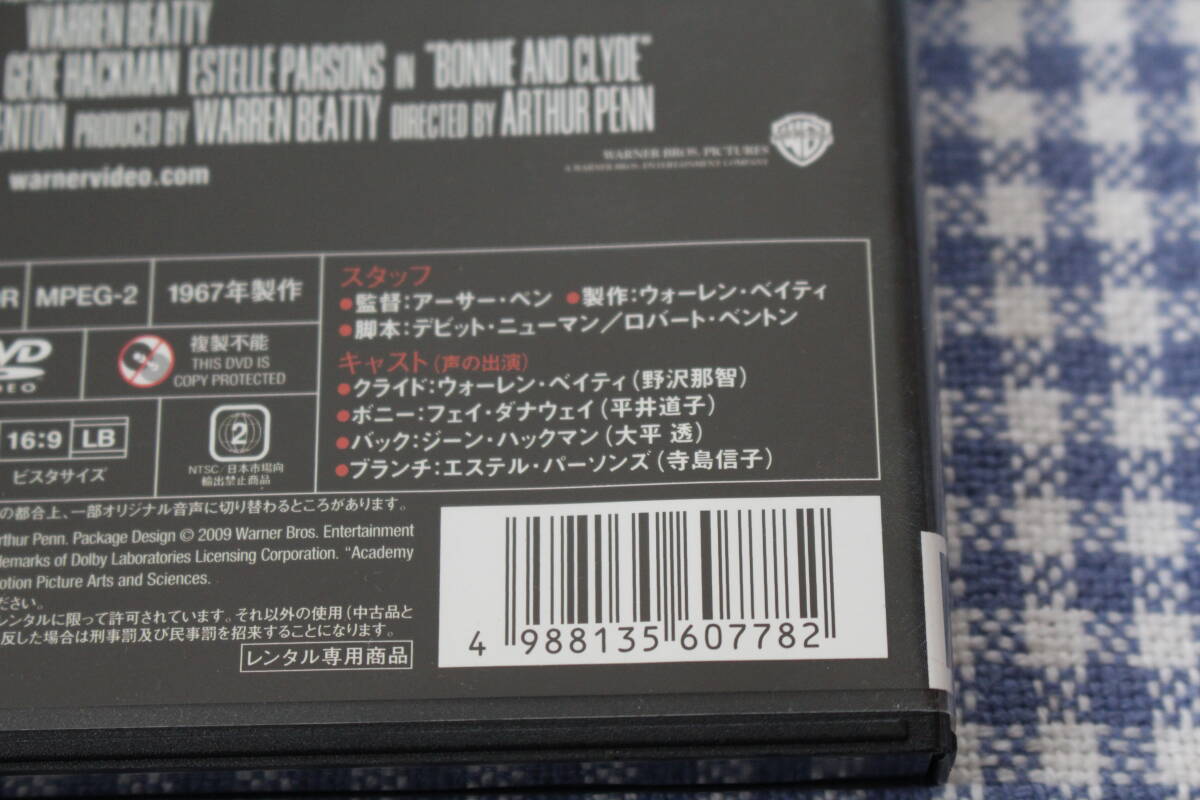 WARREN BEATTY
GENE HACKMAN ESTELLE PARSONS IN "BONNIE AND CLYDE"
ENTON PRODUCED BY WARREN BEATTY DIRECTED BY ARTHUR PENN
WARNER BROS. PICTURES
A WARNER BROS. ENTERTAINMENT COMPANY
warnervideo.com
R
MPEG-2
1967年製作
複製不能
THIS DVD IS
COPY PROTECTED
16:9 LB
ビスタサイズ
2
NTSC/日本市場向
輸出禁止商品
スタッフ
●監督:アーサー・ペン ●製作:ウォーレン・ベイティ
●脚本:デビット・ニューマン/ロバート・ベントン
キャスト(声の出演)
●クライド:ウォーレン・ベイティ(野沢那智)
●ボニー:フェイ・ダナウェイ(平井道子)
●バック:ジーン・ハックマン(大平 透)
●ブランチ:エステル・パーソンズ(寺島信子)
の都合上、一部オリジナル音声に切り替わるところがあります。
rthur Penn. Package Design © 2009 Warner Bros. Entertainment
demarks of Dolby Laboratories Licensing Corporation. "Academy
otion Picture Arts and Sciences.
ださい。
レンタルに限って許可されています。それ以外の使用(中古品と
反した場合は刑事罰及び民事罰を招来することになります。
レンタル専用商品
4 988135 607782